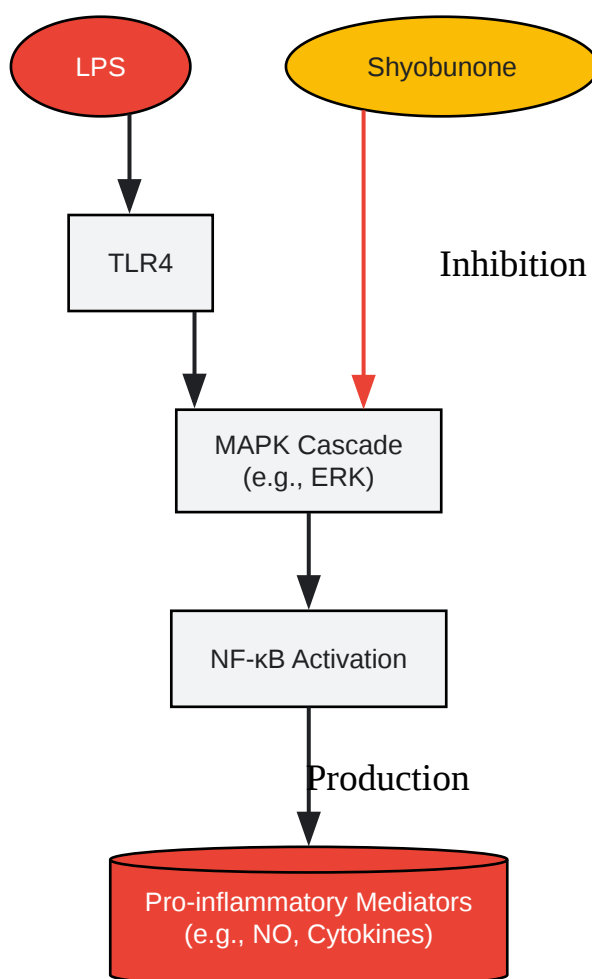 LPS
Shyobunone
TLR4
Inhibition
MAPK Cascade
(e.g., ERK)
NF-κB Activation
Production
Pro-inflammatory Mediators
(e.g., NO, Cytokines)